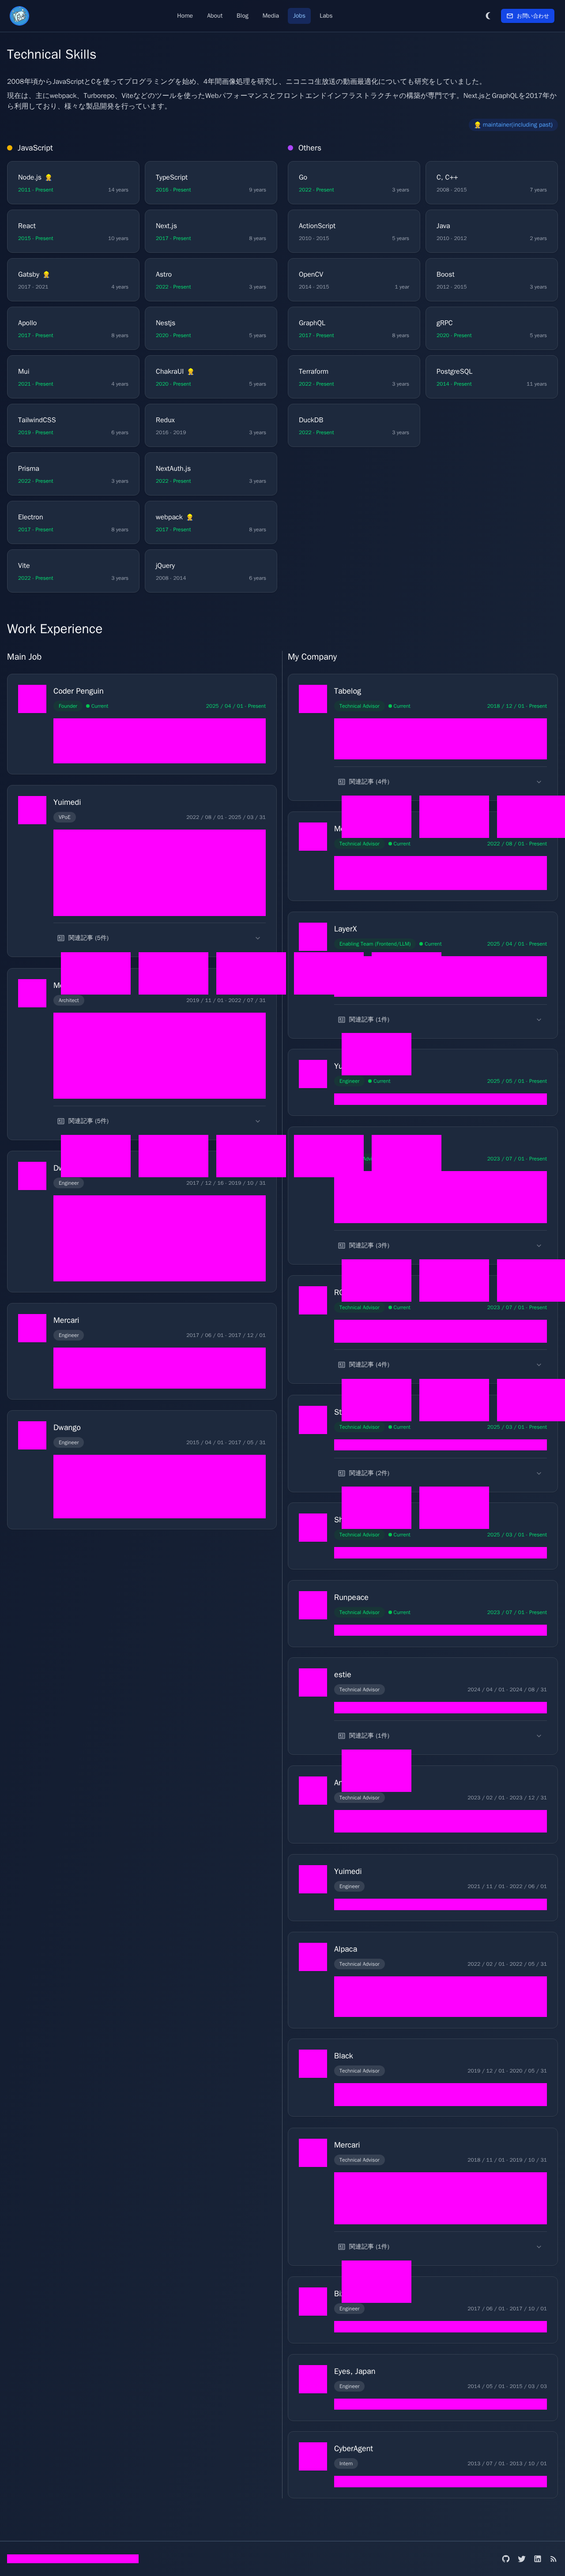 Home
About
Blog
Media
Jobs
Labs
お問い合わせ
Technical Skills
2008年頃からJavaScriptとCを使ってプログラミングを始め、4年間画像処理を研究し、ニコニコ生放送の動画最適化についても研究をしていました。
現在は、主にwebpack、Turborepo、ViteなどのツールをつかったWebパフォーマンスとフロントエンドインフラストラクチャの構築が専門です。Next.jsとGraphQLを2017年か
ら利用しており、様々な製品開発を行っています。
👷 maintainer(including past)
JavaScript
Node.js 👷
2011 - Present 14 years
TypeScript
2016 - Present 9 years
React
2015 - Present 10 years
Next.js
2017 - Present 8 years
Gatsby 👷
2017 - 2021 4 years
Astro
2022 - Present 3 years
Apollo
2017 - Present 8 years
Nestjs
2020 - Present 5 years
Mui
2021 - Present 4 years
ChakraUI 👷
2020 - Present 5 years
TailwindCSS
2019 - Present 6 years
Redux
2016 - 2019 3 years
Prisma
2022 - Present 3 years
NextAuth.js
2022 - Present 3 years
Electron
2017 - Present 8 years
webpack 👷
2017 - Present 8 years
Vite
2022 - Present 3 years
jQuery
2008 - 2014 6 years
Others
Go
2022 - Present 3 years
C, C++
2008 - 2015 7 years
ActionScript
2010 - 2015 5 years
Java
2010 - 2012 2 years
OpenCV
2014 - 2015 1 year
Boost
2012 - 2015 3 years
GraphQL
2017 - Present 8 years
gRPC
2020 - Present 5 years
Terraform
2022 - Present 3 years
PostgreSQL
2014 - Present 11 years
DuckDB
2022 - Present 3 years
Work Experience
Main Job
Coder Penguin
Founder Current 2025 / 04 / 01 - Present
Yuimedi
VPoE 2022 / 08 / 01 - 2025 / 03 / 31
関連記事 (5件)
Architect 2019 / 11 / 01 - 2022 / 07 / 31
関連記事 (5件)
Engineer 2017 / 12 / 16 - 2019 / 10 / 31
Mercari
Engineer 2017 / 06 / 01 - 2017 / 12 / 01
Dwango
Engineer 2015 / 04 / 01 - 2017 / 05 / 31
My Company
Tabelog
Technical Advisor Current 2018 / 12 / 01 - Present
関連記事 (4件)
Technical Advisor Current 2022 / 08 / 01 - Present
LayerX
Enabling Team (Frontend/LLM) Current 2025 / 04 / 01 - Present
関連記事 (1件)
Engineer Current 2025 / 05 / 01 - Present
2023 / 07 / 01 - Present
関連記事 (3件)
Technical Advisor Current 2023 / 07 / 01 - Present
関連記事 (4件)
Technical Advisor Current 2025 / 03 / 01 - Present
関連記事 (2件)
Technical Advisor Current 2025 / 03 / 01 - Present
Runpeace
Technical Advisor Current 2023 / 07 / 01 - Present
estie
Technical Advisor 2024 / 04 / 01 - 2024 / 08 / 31
関連記事 (1件)
Technical Advisor 2023 / 02 / 01 - 2023 / 12 / 31
Yuimedi
Engineer 2021 / 11 / 01 - 2022 / 06 / 01
Alpaca
Technical Advisor 2022 / 02 / 01 - 2022 / 05 / 31
Black
Technical Advisor 2019 / 12 / 01 - 2020 / 05 / 31
Mercari
Technical Advisor 2018 / 11 / 01 - 2019 / 10 / 31
関連記事 (1件)
Engineer 2017 / 06 / 01 - 2017 / 10 / 01
Eyes, Japan
Engineer 2014 / 05 / 01 - 2015 / 03 / 03
CyberAgent
Intern 2013 / 07 / 01 - 2013 / 10 / 01